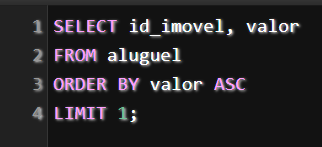 1 SELECT id_imovel, valor
2 FROM aluguel
3 ORDER BY valor ASC
4 LIMIT 1;